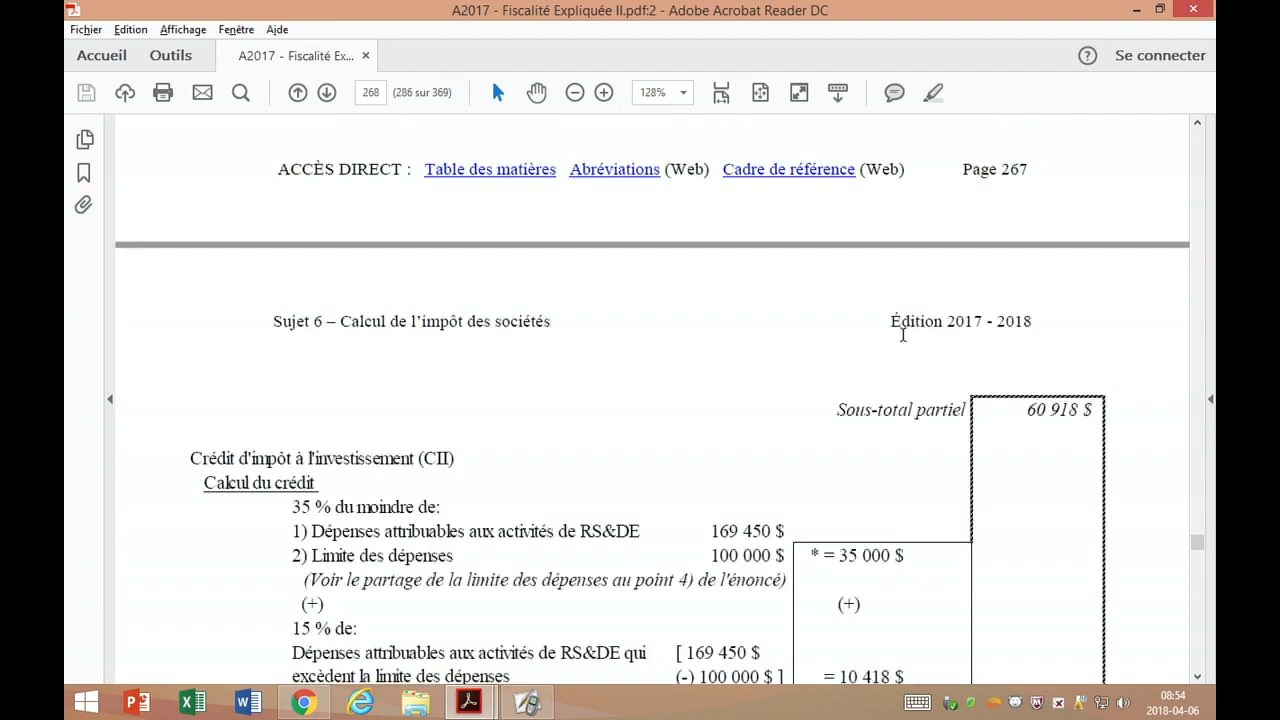 A2017 - Fiscalité Expliquée II.pdf:2 - Adobe Acrobat Reader DC
Fichier Edition Affichage Fenêtre Aide
Accueil Outils A2017 - Fiscalité Ex... × Se connecter
268 (286 sur 369) 128%
ACCÈS DIRECT : Table des matières Abréviations (Web) Cadre de référence (Web) Page 267
Sujet 6 – Calcul de l’impôt des sociétés Édition 2017 - 2018
Sous-total partiel 60 918 $
Crédit d'impôt à l'investissement (CII)
Calcul du crédit
35 % du moindre de:
1) Dépenses attribuables aux activités de RS&DE 169 450 $
2) Limite des dépenses 100 000 $ * = 35 000 $
(Voir le partage de la limite des dépenses au point 4) de l'énoncé)
(+) (+)
15 % de:
Dépenses attribuables aux activités de RS&DE qui [ 169 450 $
excèdent la limite des dépenses (-) 100 000 $ ] = 10 418 $
08:54
2018-04-06